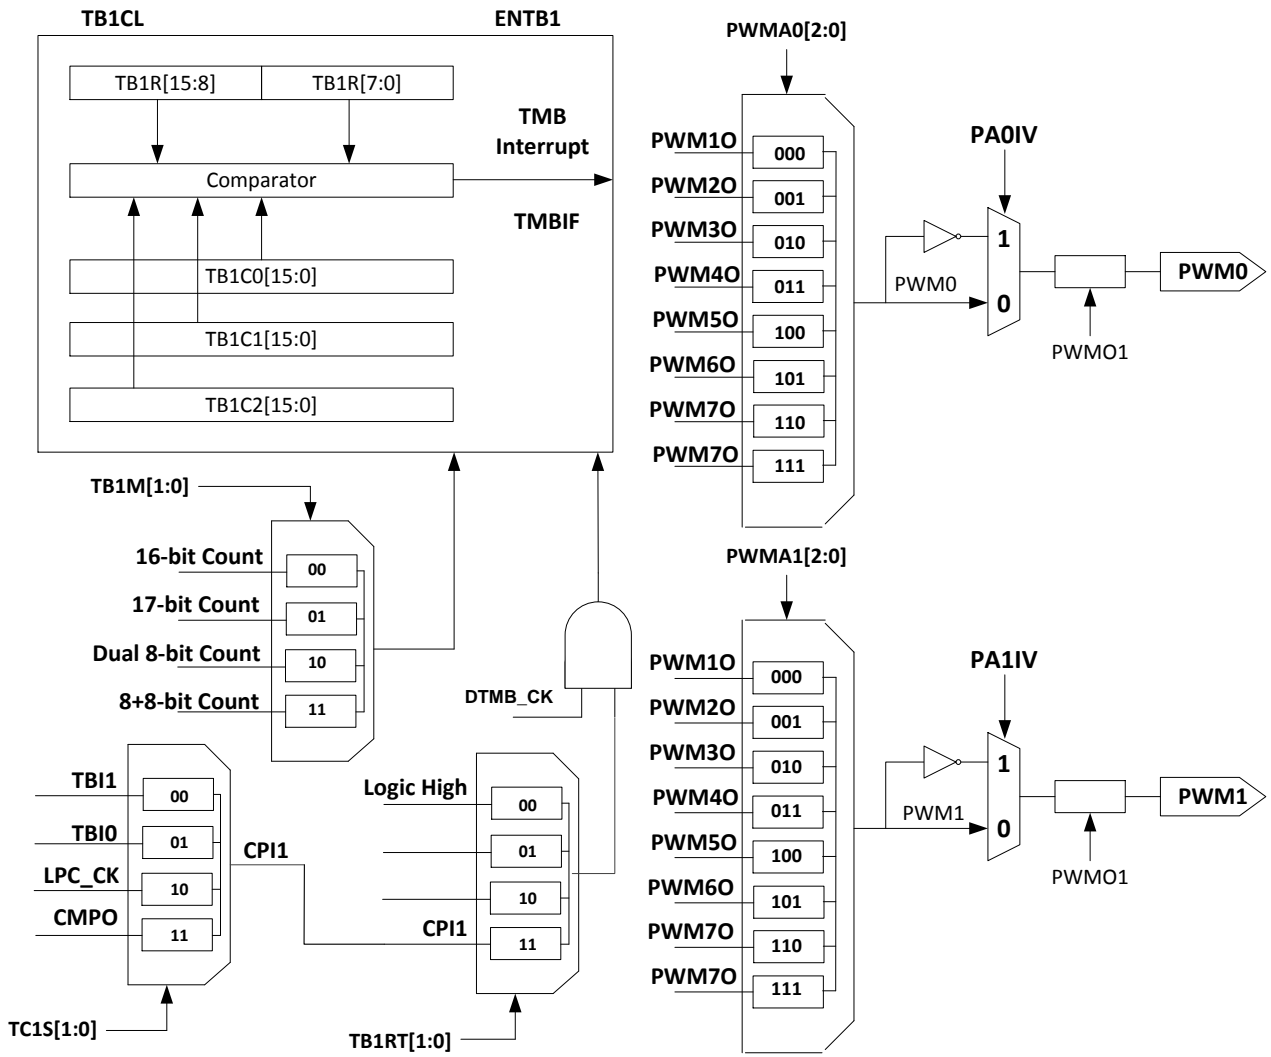 TB1CL
ENTB1
TB1R[15:8]
TB1R[7:0]
TMB
Interrupt
Comparator
TMBIF
TB1C0[15:0]
TB1C1[15:0]
TB1C2[15:0]
TB1M[1:0]
16-bit Count
00
17-bit Count
01
Dual 8-bit Count
10
8+8-bit Count
11
DTMB_CK
TBI1
00
TBI0
01
LPC_CK
10
CMPO
11
CPI1
TC1S[1:0]
Logic High
00
01
10
CPI1
11
TB1RT[1:0]
PWMA0[2:0]
PWM1O
000
PWM2O
001
PWM3O
010
PWM4O
011
PWM5O
100
PWM6O
101
PWM7O
110
PWM7O
111
PA0IV
1
PWM0
0
PWM0
PWMO1
PWMA1[2:0]
PWM1O
000
PWM2O
001
PWM3O
010
PWM4O
011
PWM5O
100
PWM6O
101
PWM7O
110
PWM7O
111
PA1IV
1
PWM1
0
PWM1
PWMO1